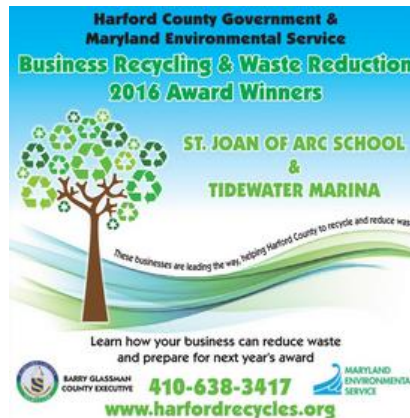 Harford County Government &
Maryland Environmental Service
Business Recycling & Waste Reduction
2016 Award Winners
ST. JOAN OF ARC SCHOOL
&
TIDEWATER MARINA
These businesses are leading the way, helping Harford County to recycle and reduce
Learn how your business can reduce waste
and prepare for next year's award
BARRY GLASSMAN
COUNTY EXECUTIVE
410-638-3417
MARYLAND
ENVIRONMENTAL
SERVICE
www.harfordrecycles.org